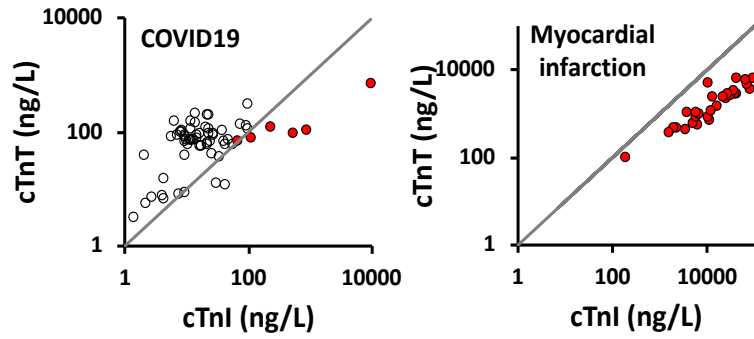 COVID19
cTnT (ng/L)
10000
100
1
1
100
10000
cTnI (ng/L)
Myocardial
infarction
cTnT (ng/L)
10000
100
1
1
100
10000
cTnI (ng/L)